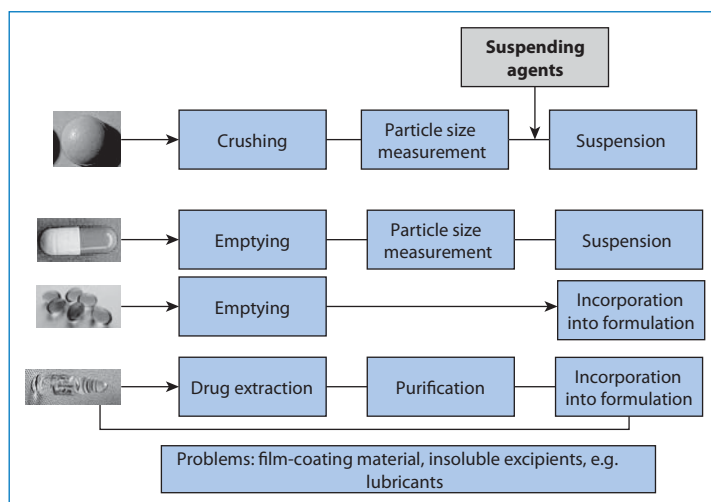 Suspending
agents
Crushing
Particle size
measurement
Suspension
Emptying
Particle size
measurement
Suspension
Emptying
Incorporation
into formulation
Drug extraction
Purification
Incorporation
into formulation
Problems: film-coating material, insoluble excipients, e.g.
lubricants